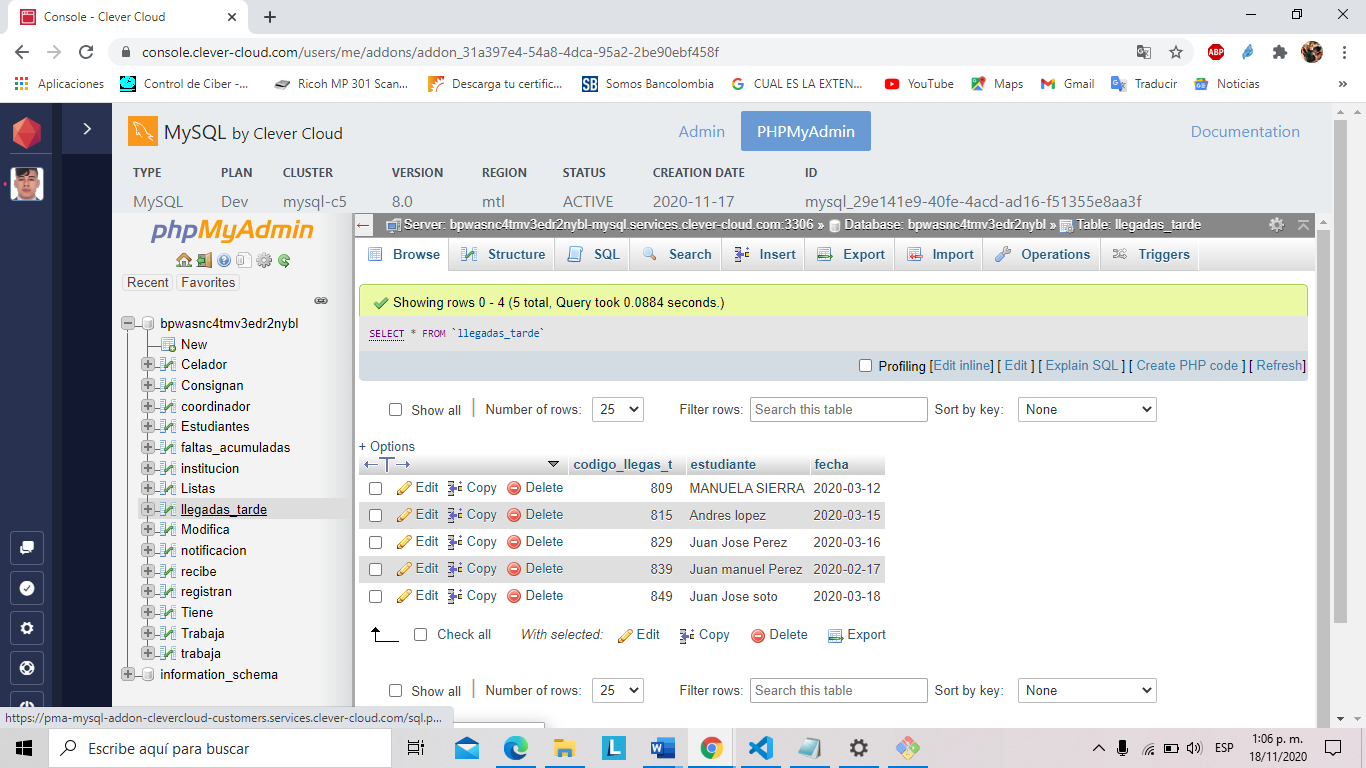 Console - Clever Cloud
console.clever-cloud.com/users/me/addons/addon_31a397e4-54a8-4dca-95a2-2be90ebf458f
ABP
Aplicaciones Control de Ciber -... Ricoh MP 301 Scan... Descarga tu certific... SB Somos Bancolombia CUAL ES LA EXTEN... YouTube Maps Gmail Traducir Noticias »
MySQL by Clever Cloud Admin PHPMyAdmin Documentation
TYPE PLAN CLUSTER VERSION REGION STATUS CREATION DATE ID
MySQL Dev mysql-c5 8.0 mtl ACTIVE 2020-11-17 mysql_29e141e9-40fe-4acd-ad16-f51355e8aa3f
phpMyAdmin
Recent Favorites
bpwasnc4tmv3edr2nybl
New
Celador
Consignan
coordinador
Estudiantes
faltas_acumuladas
institucion
Listas
llegadas_tarde
Modifica
notificacion
recibe
registran
Tiene
Trabaja
trabaja
information_schema
Server: bpwasnc4tmv3edr2nybl-mysql.services.clever-cloud.com:3306 » Database: bpwasnc4tmv3edr2nybl » Table: llegadas_tarde
Browse Structure SQL Search Insert Export Import Operations Triggers
Showing rows 0 - 4 (5 total, Query took 0.0884 seconds.)
SELECT * FROM `llegadas_tarde`
Profiling [Edit inline] [ Edit ] [ Explain SQL ] [ Create PHP code ] [ Refresh]
Show all Number of rows: 25 Filter rows: Search this table Sort by key: None
+ Options
codigo_llegas_t estudiante fecha
Edit Copy Delete 809 MANUELA SIERRA 2020-03-12
Edit Copy Delete 815 Andres lopez 2020-03-15
Edit Copy Delete 829 Juan Jose Perez 2020-03-16
Edit Copy Delete 839 Juan manuel Perez 2020-02-17
Edit Copy Delete 849 Juan Jose soto 2020-03-18
Check all With selected: Edit Copy Delete Export
Show all Number of rows: 25 Filter rows: Search this table Sort by key: None
https://pma-mysql-addon-clevercloud-customers.services.clever-cloud.com/sql.p...
Escribe aquí para buscar
L
ESP
1:06 p. m.
18/11/2020